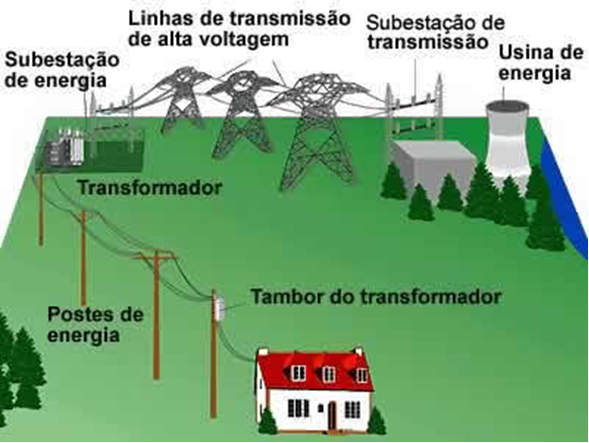 Linhas de transmissão
de alta voltagem
Subestação de
transmissão
Usina de
energia
Subestação
de energia
Transformador
Tambor do transformador
Postes de
energia